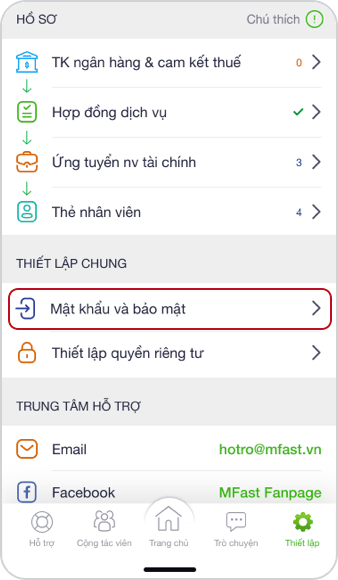 HỒ SƠ Chú thích
TK ngân hàng & cam kết thuế 0
Hợp đồng dịch vụ
Ứng tuyển nv tài chính 3
Thẻ nhân viên 4
THIẾT LẬP CHUNG
Mật khẩu và bảo mật
Thiết lập quyền riêng tư
TRUNG TÂM HỖ TRỢ
Email hotro@mfast.vn
Facebook MFast Fanpage
Hỗ trợ Cộng tác viên Trang chủ Trò chuyện Thiết lập